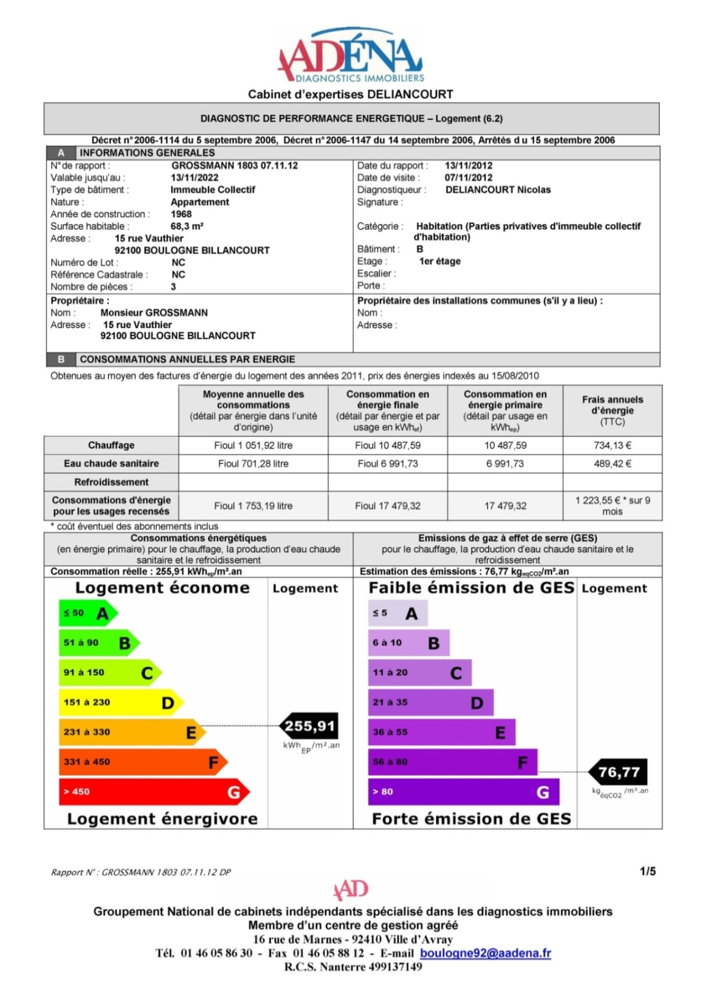 ADÉNA
DIAGNOSTICS IMMOBILIERS
Cabinet d'expertises DELIANCOURT
DIAGNOSTIC DE PERFORMANCE ENERGETIQUE – Logement (6.2)
Décret n°2006-1114 du 5 septembre 2006, Décret n°2006-1147 du 14 septembre 2006, Arrêtés du 15 septembre 2006
A INFORMATIONS GENERALES
N°de rapport : GROSSMANN 1803 07.11.12
Valable jusqu'au : 13/11/2022
Type de bâtiment : Immeuble Collectif
Nature : Appartement
Année de construction : 1968
Surface habitable : 68,3 m²
Adresse : 15 rue Vauthier
92100 BOULOGNE BILLANCOURT
Numéro de Lot : NC
Référence Cadastrale : NC
Nombre de pièces : 3
Date du rapport : 13/11/2012
Date de visite : 07/11/2012
Diagnostiqueur : DELIANCOURT Nicolas
Signature :
Catégorie : Habitation (Parties privatives d'immeuble collectif
d'habitation)
Bâtiment : B
Etage : 1er étage
Escalier :
Porte :
Propriétaire :
Nom : Monsieur GROSSMANN
Adresse : 15 rue Vauthier
92100 BOULOGNE BILLANCOURT
Propriétaire des installations communes (s'il y a lieu) :
Nom :
Adresse :
B CONSOMMATIONS ANNUELLES PAR ENERGIE
Obtenues au moyen des factures d'énergie du logement des années 2011, prix des énergies indexés au 15/08/2010
Moyenne annuelle des
consommations
(détail par énergie dans l'unité
d'origine)
Consommation en
énergie finale
(détail par énergie et par
usage en kWhef)
Consommation en
énergie primaire
(détail par usage en
kWhep)
Frais annuels
d'énergie
(TTC)
Chauffage Fioul 1 051,92 litre Fioul 10 487,59 10 487,59 734,13 €
Eau chaude sanitaire Fioul 701,28 litre Fioul 6 991,73 6 991,73 489,42 €
Refroidissement
Consommations d'énergie
pour les usages recensés
Fioul 1 753,19 litre Fioul 17 479,32 17 479,32
1 223,55 € * sur 9
mois
* coût éventuel des abonnements inclus
Consommations énergétiques
(en énergie primaire) pour le chauffage, la production d'eau chaude
sanitaire et le refroidissement
Consommation réelle : 255,91 kWhep/m².an
Emissions de gaz à effet de serre (GES)
pour le chauffage, la production d'eau chaude sanitaire et le
refroidissement
Estimation des émissions : 76,77 kgeqCO2/m².an
Logement économe Logement
≤ 50 A
51 à 90 B
91 à 150 C
151 à 230 D
231 à 330 E
255,91
kWhEP/m².an
331 à 450 F
> 450 G
Logement énergivore
Faible émission de GES Logement
≤ 5 A
6 à 10 B
11 à 20 C
21 à 35 D
36 à 55 E
56 à 80 F
76,77
kgéqCO2/m².an
> 80 G
Forte émission de GES
Rapport N° : GROSSMANN 1803 07.11.12 DP
1/5
AD
Groupement National de cabinets indépendants spécialisé dans les diagnostics immobiliers
Membre d'un centre de gestion agréé
16 rue de Marnes - 92410 Ville d'Avray
Tél. 01 46 05 86 30 - Fax 01 46 05 88 12 - E-mail boulogne92@aadena.fr
R.C.S. Nanterre 499137149